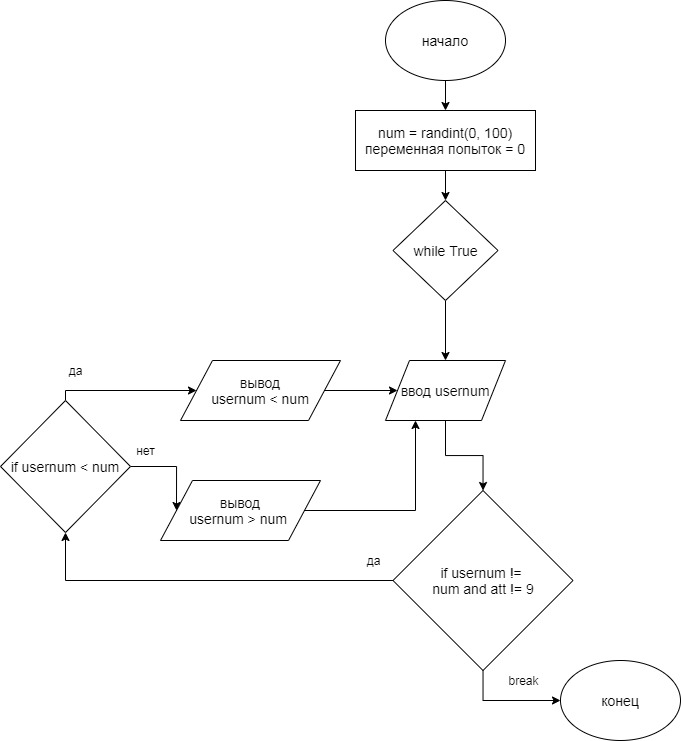 начало
num = randint(0, 100)
переменная попыток = 0
while True
да
вывод
usernum < num
ввод usernum
if usernum < num
нет
вывод
usernum > num
да
if usernum !=
num and att != 9
break
конец